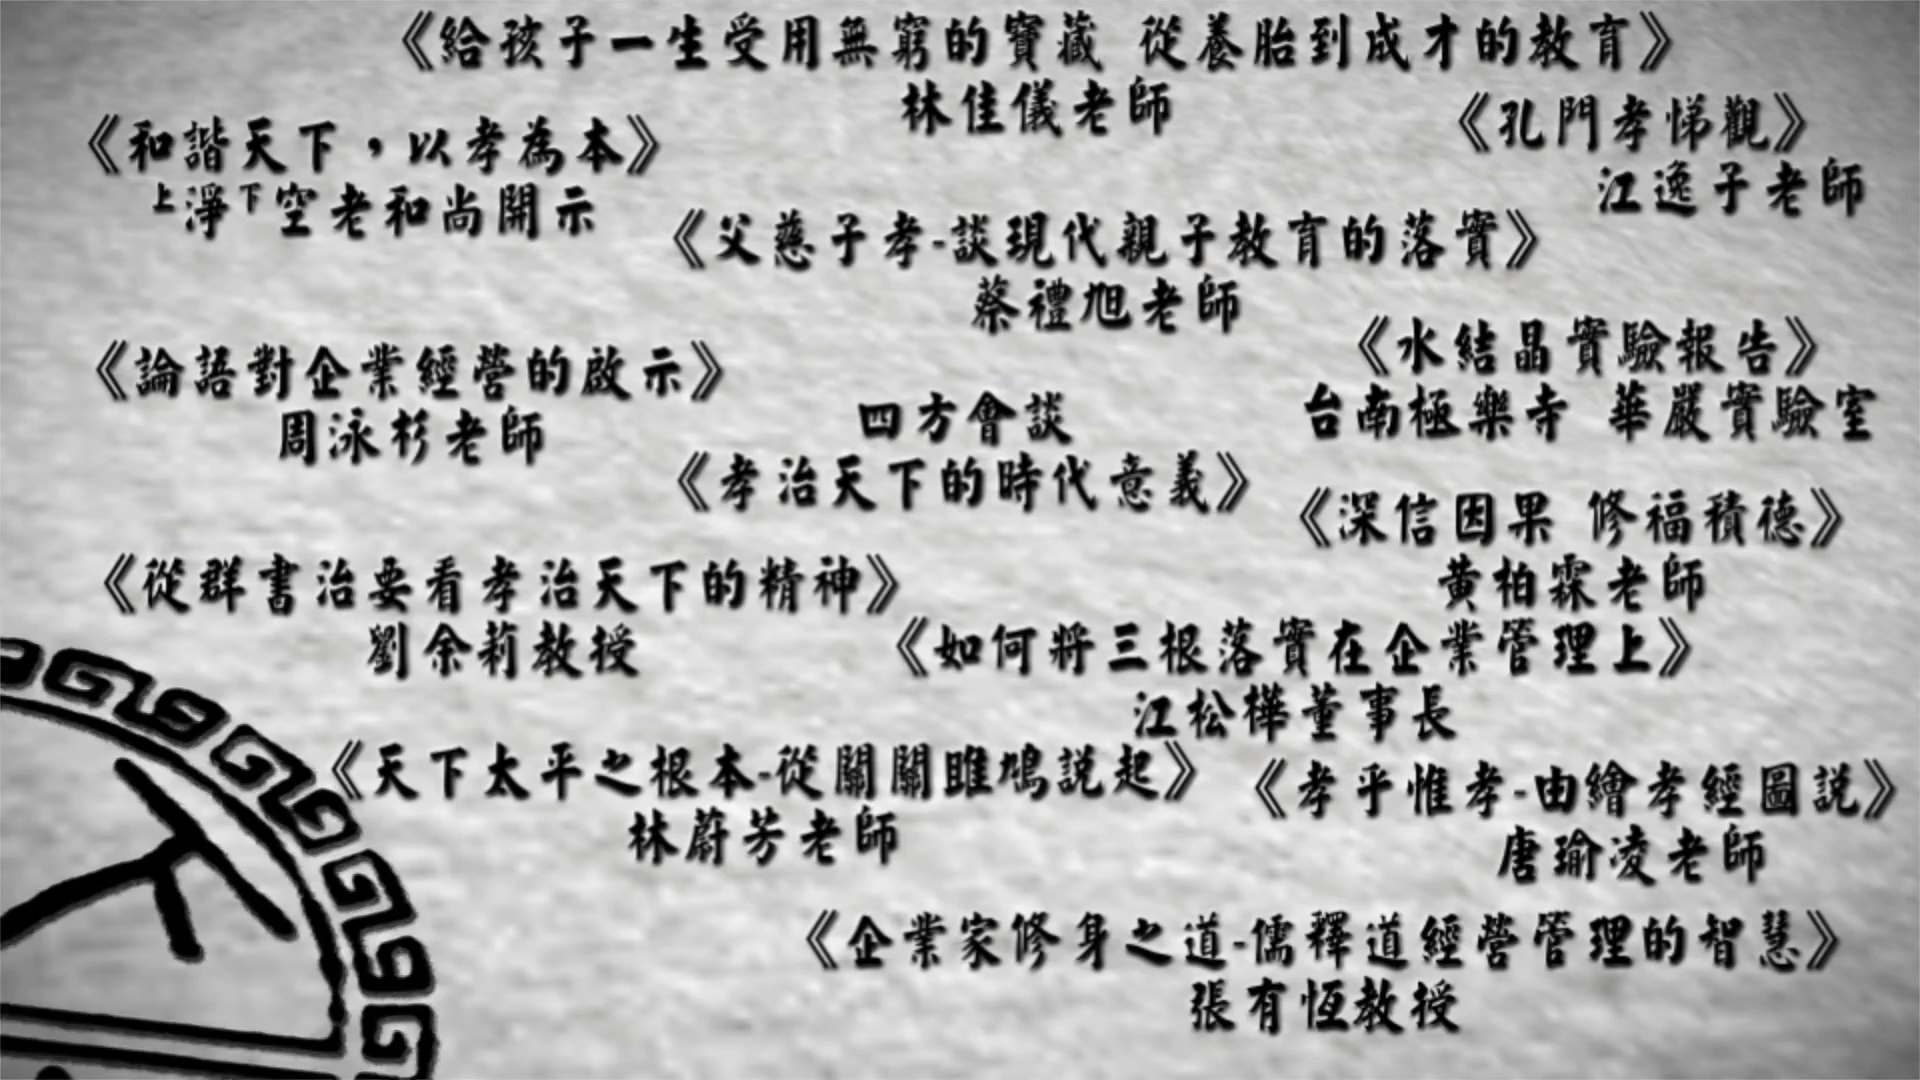 《給孩子一生受用無窮的寶藏 從養胎到成才的教育》
林佳儀老師
《和諧天下，以孝為本》
上淨下空老和尚開示
《孔門孝悌觀》
江逸子老師
《父慈子孝-談現代親子教育的落實》
蔡禮旭老師
《論語對企業經營的啟示》
周泳杉老師
《水結晶實驗報告》
台南極樂寺 華嚴實驗室
四方會談
《孝治天下的時代意義》
《深信因果 修福積德》
黃柏霖老師
《從群書治要看孝治天下的精神》
劉余莉教授
《如何將三根落實在企業管理上》
江松樺董事長
《天下太平之根本-從關關雎鳩說起》
林蔚芳老師
《孝乎惟孝-由繪孝經圖說》
唐瑜凌老師
《企業家修身之道-儒釋道經營管理的智慧》
張有恆教授